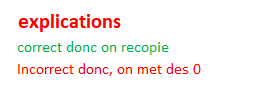 explications
correct donc on recopie
Incorrect donc, on met des 0